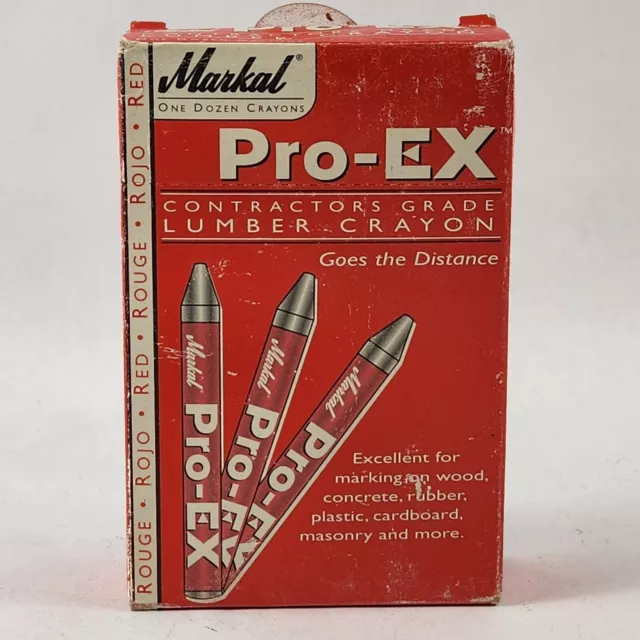 Markal®
ONE DOZEN CRAYONS
Pro-EX
CONTRACTORS GRADE
LUMBER CRAYON
Goes the Distance
Markal Pro-EX
Markal Pro-EX
Markal Pro-EX
Excellent for
marking on wood,
concrete, rubber,
plastic, cardboard,
masonry and more.
ROUGE • ROJO • RED • ROUGE • ROJO • RED